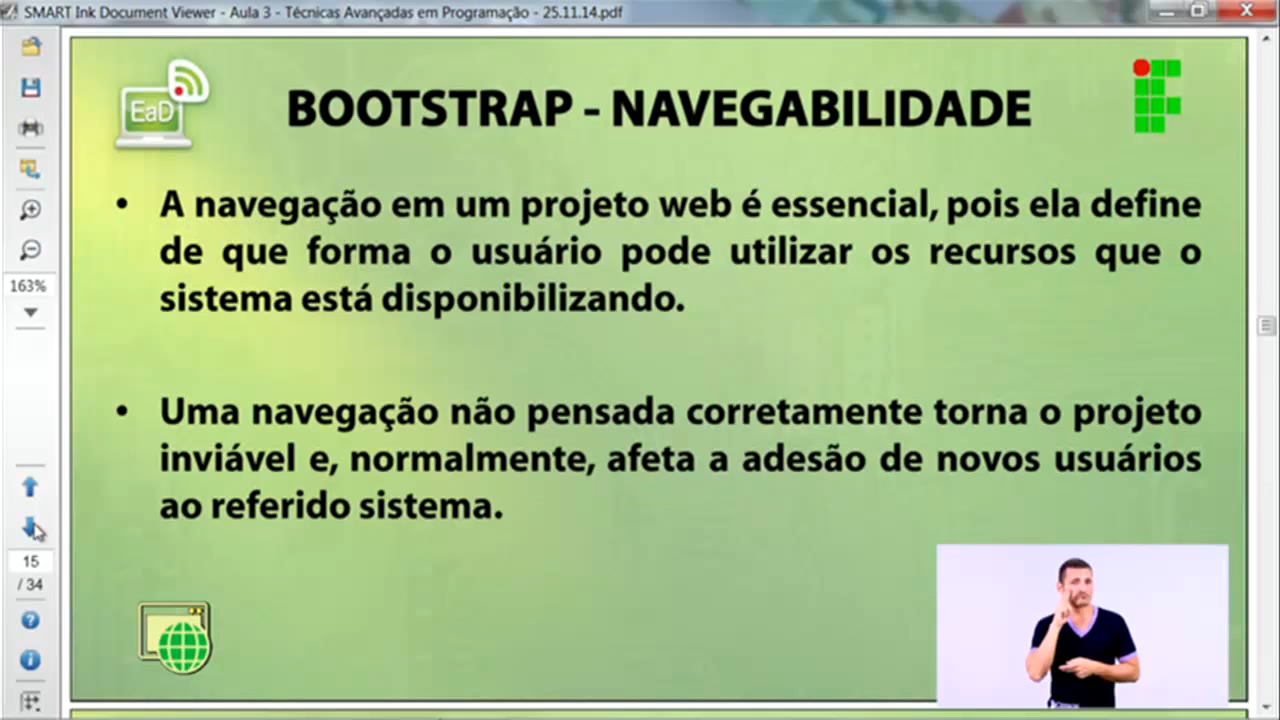 SMART Ink Document Viewer - Aula 3 - Técnicas Avançadas em Programação - 25.11.14.pdf
EaD
BOOTSTRAP - NAVEGABILIDADE
• A navegação em um projeto web é essencial, pois ela define
de que forma o usuário pode utilizar os recursos que o
sistema está disponibilizando.
• Uma navegação não pensada corretamente torna o projeto
inviável e, normalmente, afeta a adesão de novos usuários
ao referido sistema.
163%
15
/ 34